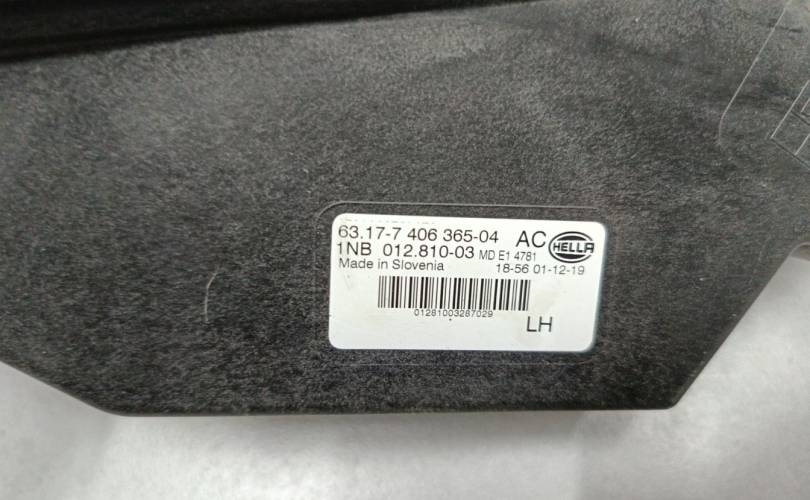 63.17-7 406 365-04 AC HELLA
1NB 012.810-03 MD E1 4781
Made in Slovenia 18-56 01-12-19
01281003287029
LH